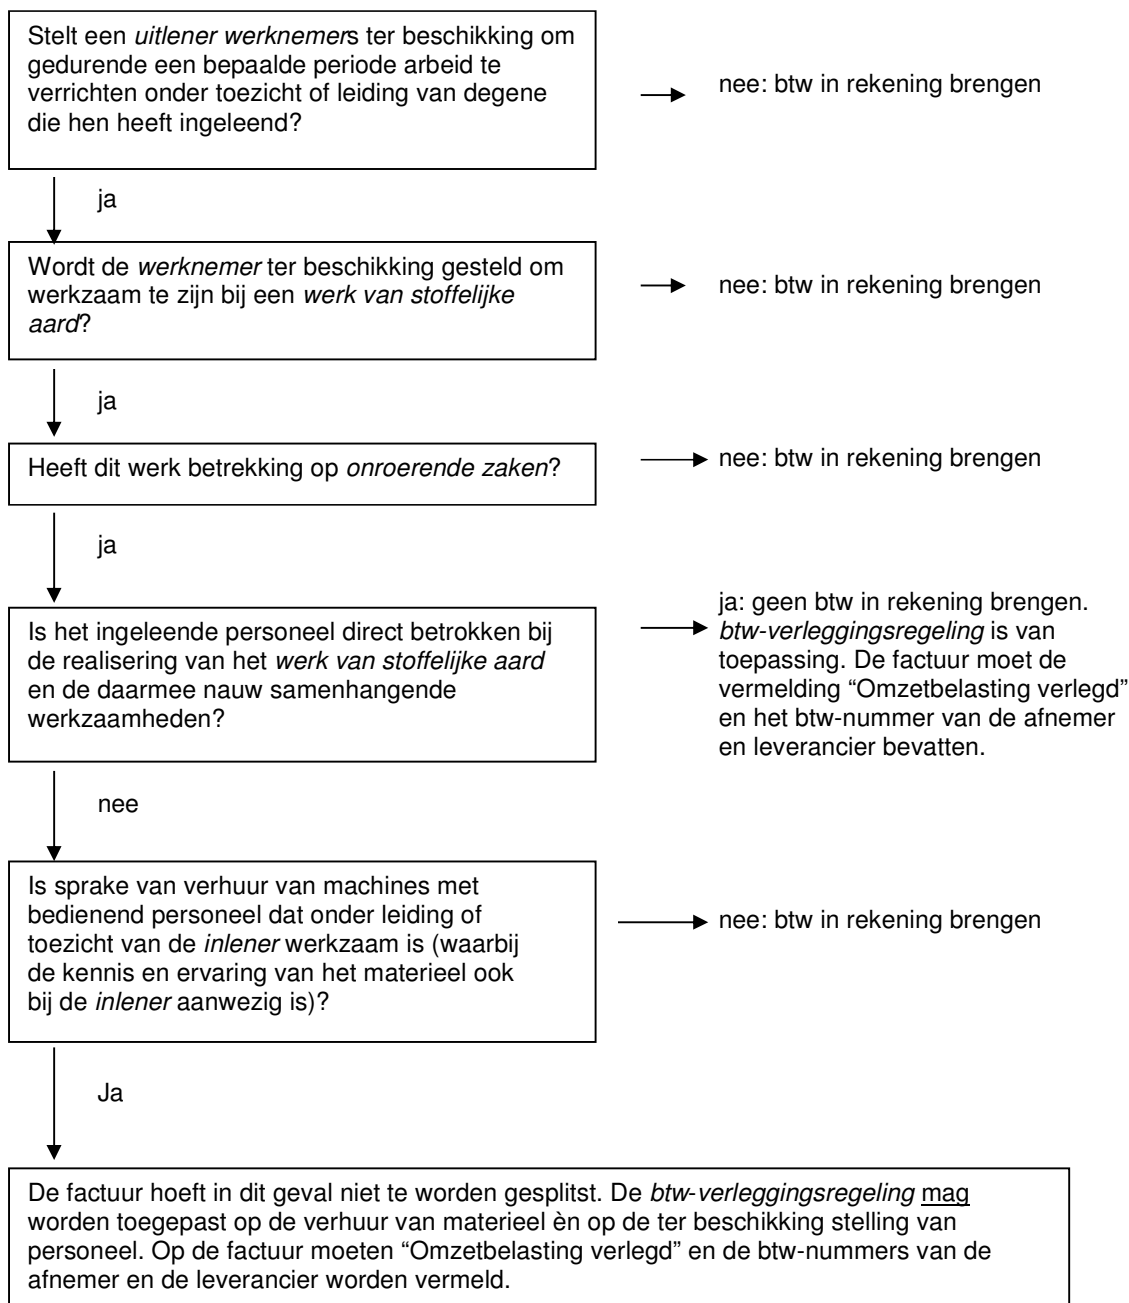 Stelt een uitlener werknemers ter beschikking om
gedurende een bepaalde periode arbeid te
verrichten onder toezicht of leiding van degene
die hen heeft ingeleend?
nee: btw in rekening brengen
ja
Wordt de werknemer ter beschikking gesteld om
werkzaam te zijn bij een werk van stoffelijke
aard?
nee: btw in rekening brengen
ja
Heeft dit werk betrekking op onroerende zaken?
nee: btw in rekening brengen
ja
Is het ingeleende personeel direct betrokken bij
de realisering van het werk van stoffelijke aard
en de daarmee nauw samenhangende
werkzaamheden?
ja: geen btw in rekening brengen.
btw-verleggingsregeling is van
toepassing. De factuur moet de
vermelding “Omzetbelasting verlegd”
en het btw-nummer van de afnemer
en leverancier bevatten.
nee
Is sprake van verhuur van machines met
bedienend personeel dat onder leiding of
toezicht van de inlener werkzaam is (waarbij
de kennis en ervaring van het materieel ook
bij de inlener aanwezig is)?
nee: btw in rekening brengen
Ja
De factuur hoeft in dit geval niet te worden gesplitst. De btw-verleggingsregeling mag
worden toegepast op de verhuur van materieel èn op de ter beschikking stelling van
personeel. Op de factuur moeten “Omzetbelasting verlegd” en de btw-nummers van de
afnemer en de leverancier worden vermeld.